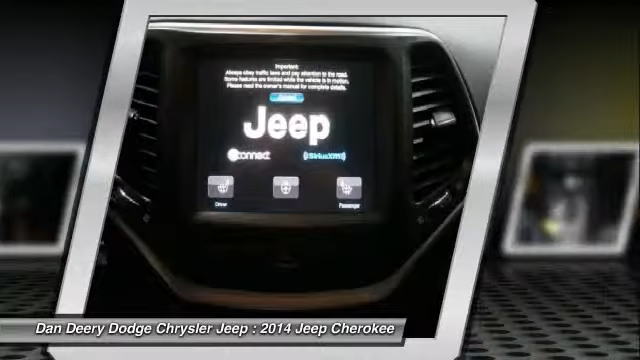 Important:
Always obey traffic laws and pay attention to the road.
Some features are limited while the vehicle is in motion.
Please read the owner's manual for complete details.
Jeep
uconnect ((SiriusXM))
Driver Passenger
Dan Deery Dodge Chrysler Jeep : 2014 Jeep Cherokee